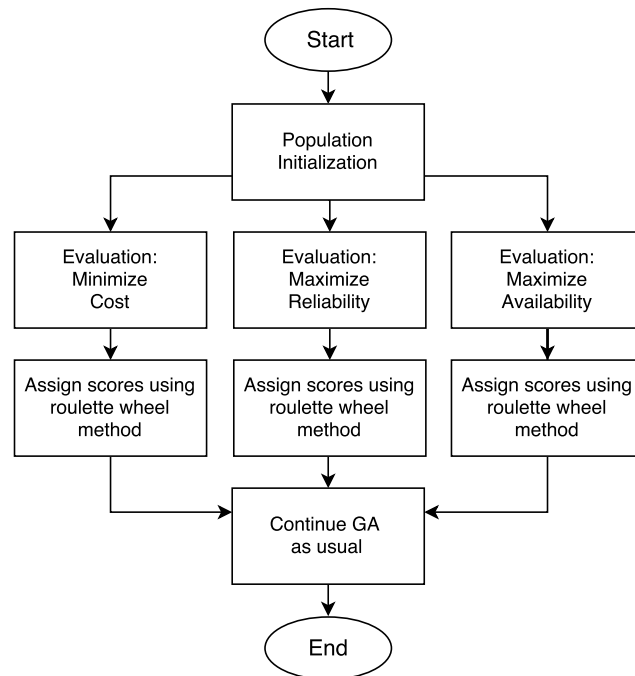 Start
Population
Initialization
Evaluation:
Minimize
Cost
Evaluation:
Maximize
Reliability
Evaluation:
Maximize
Availability
Assign scores using
roulette wheel
method
Assign scores using
roulette wheel
method
Assign scores using
roulette wheel
method
Continue GA
as usual
End